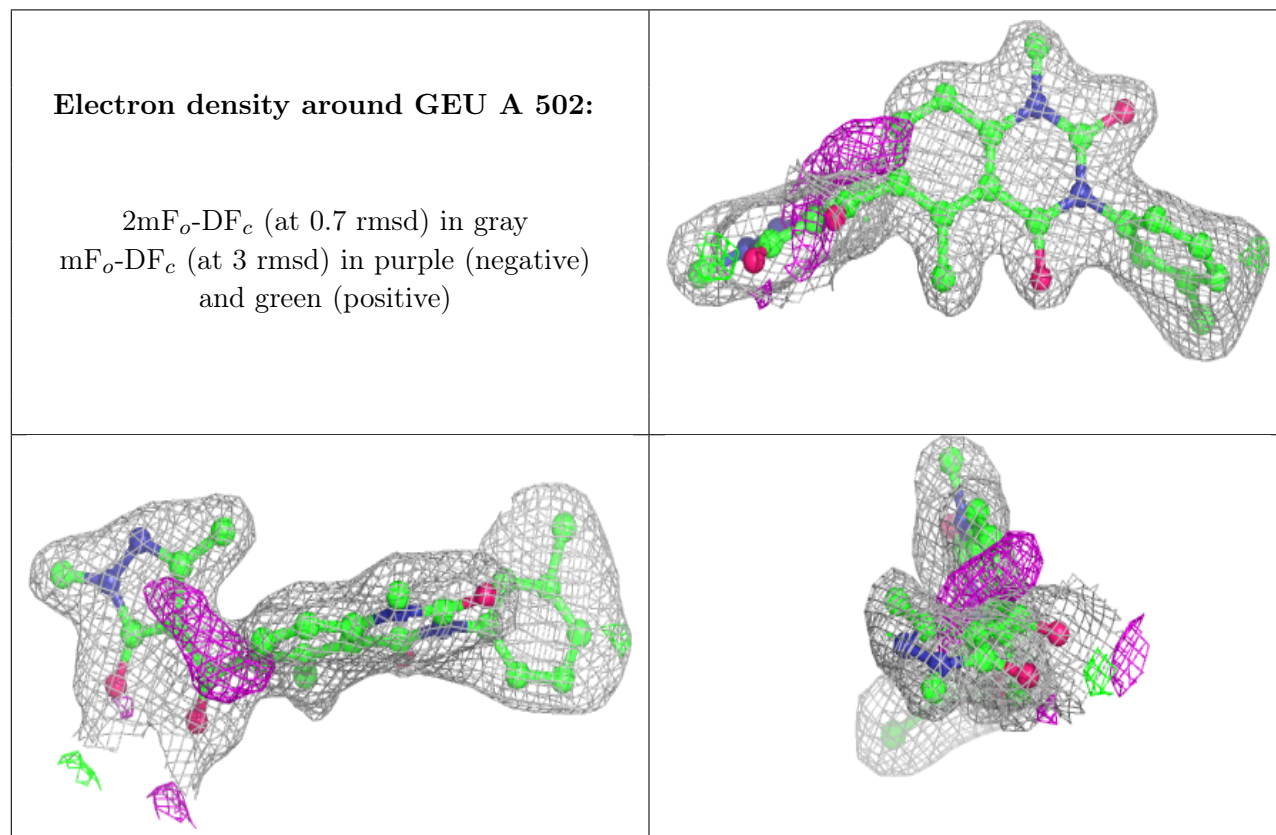 Electron density around GEU A 502:
2mFo-DFc (at 0.7 rmsd) in gray
mFo-DFc (at 3 rmsd) in purple (negative)
and green (positive)